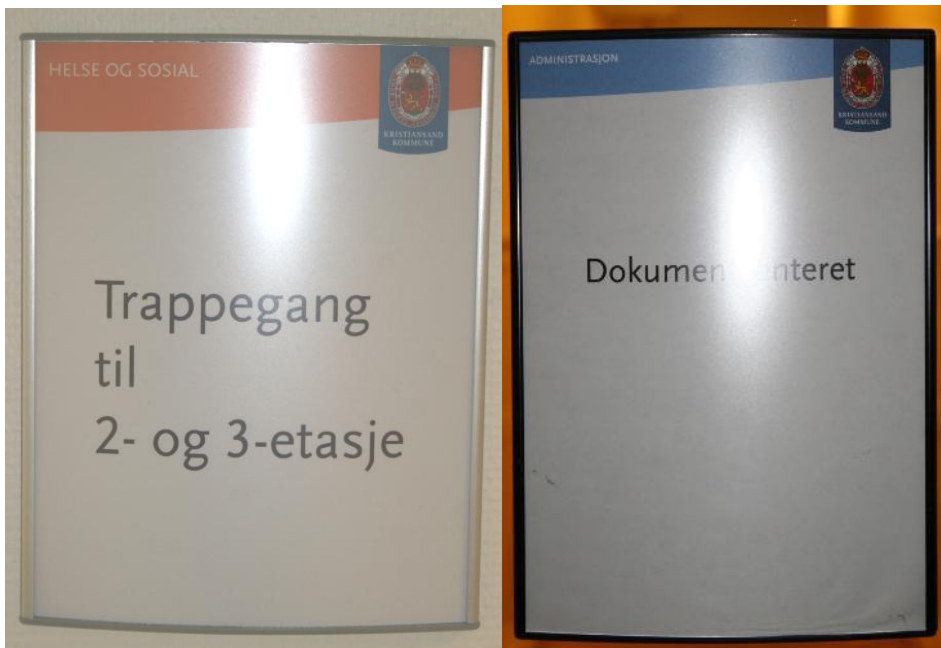 HELSE OG SOSIAL
KRISTIANSAND
KOMMUNE
Trappegang
til
2- og 3-etasje
ADMINISTRASJON
KRISTIANSAND
KOMMUNE